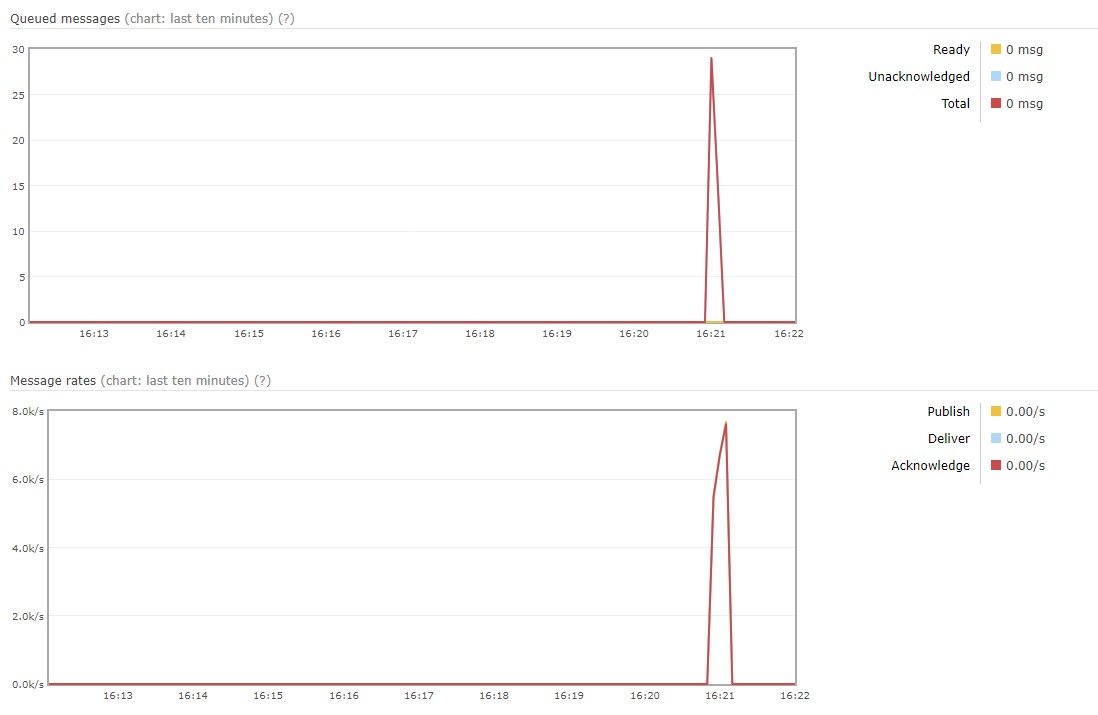 Queued messages (chart: last ten minutes) (?)
30
25
20
15
10
5
0
16:13 16:14 16:15 16:16 16:17 16:18 16:19 16:20 16:21 16:22
Ready 0 msg
Unacknowledged 0 msg
Total 0 msg
Message rates (chart: last ten minutes) (?)
8.0k/s
6.0k/s
4.0k/s
2.0k/s
0.0k/s
16:13 16:14 16:15 16:16 16:17 16:18 16:19 16:20 16:21 16:22
Publish 0.00/s
Deliver 0.00/s
Acknowledge 0.00/s